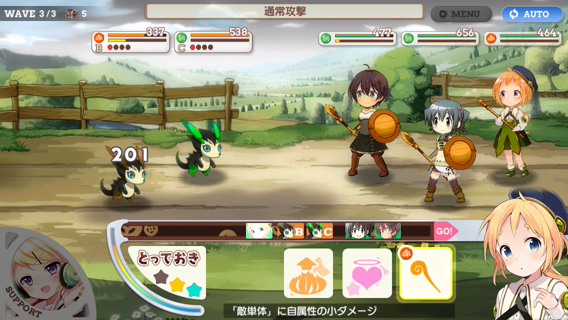 WAVE 3/3 5
通常攻撃
MENU
AUTO
B 337
C 538
477
656
464
201
B C GO!
とっておき
SUPPORT
「敵単体」に自属性の小ダメージ